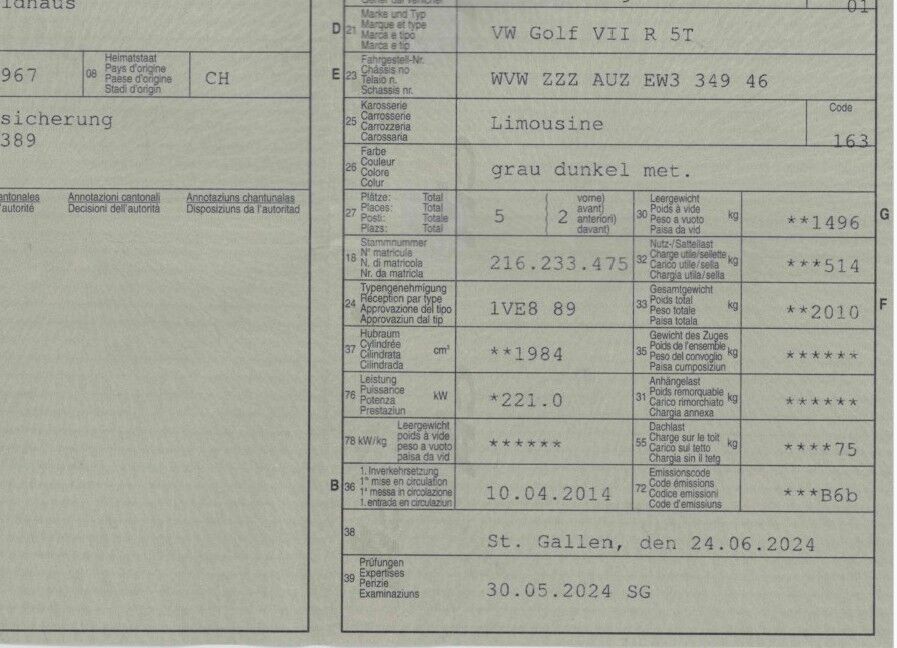 ldhaus
967
08
Heimatstaat
Pays d'origine
Paese d'origine
Stadi d'origin
CH
sicherung
389
antonales
Annotazioni cantonali
Annotaziuns chantunalas
'autorité
Decisioni dell'autorità
Disposiziuns da l'autoritad
01
D 21
Marke und Typ
Marque et type
Marca e tipo
Marca e tip
VW Golf VII R 5T
E 23
Fahrgestell-Nr.
Châssis no
Telaio n.
Schassis nr.
WVW ZZZ AUZ EW3 349 46
25
Karosserie
Carrosserie
Carrozzeria
Carossaria
Limousine
Code
163
26
Farbe
Couleur
Colore
Colur
grau dunkel met.
27
Plätze: Total
Places: Total
Posti: Totale
Plazs: Total
5
2
vorne)
avant)
anteriori)
davant)
30
Leergewicht
Poids à vide
Peso a vuoto
Paisa da vid
kg
**1496
G
18
Stammnummer
N° matricule
N. di matricola
Nr. da matricla
216.233.475
32
Nutz-/Sattellast
Charge utile/sellette
Carico utile/sella
Chargia utila/sella
kg
***514
24
Typengenehmigung
Réception par type
Approvazione del tipo
Approvaziun dal tip
1VE8 89
33
Gesamtgewicht
Poids total
Peso totale
Paisa totala
kg
**2010
F
37
Hubraum
Cylindrée
Cilindrata
Cilindrada
cm³
**1984
35
Gewicht des Zuges
Poids de l'ensemble
Peso del convoglio
Paisa cumposiziun
kg
******
76
Leistung
Puissance
Potenza
Prestaziun
kW
*221.0
31
Anhängelast
Poids remorquable
Carico rimorchiato
Chargia annexa
kg
******
78 kW/kg
Leergewicht
poids à vide
peso a vuoto
paisa da vid
******
55
Dachlast
Charge sur le toit
Carico sul tetto
Chargia sin il tetg
kg
****75
B 36
1. Inverkehrsetzung
1re mise en circulation
1a messa in circolazione
1. entrada en circulaziun
10.04.2014
72
Emissionscode
Code émissions
Codice emissioni
Code d'emissiuns
***B6b
38
St. Gallen, den 24.06.2024
39
Prüfungen
Expertises
Perizie
Examinaziuns
30.05.2024 SG